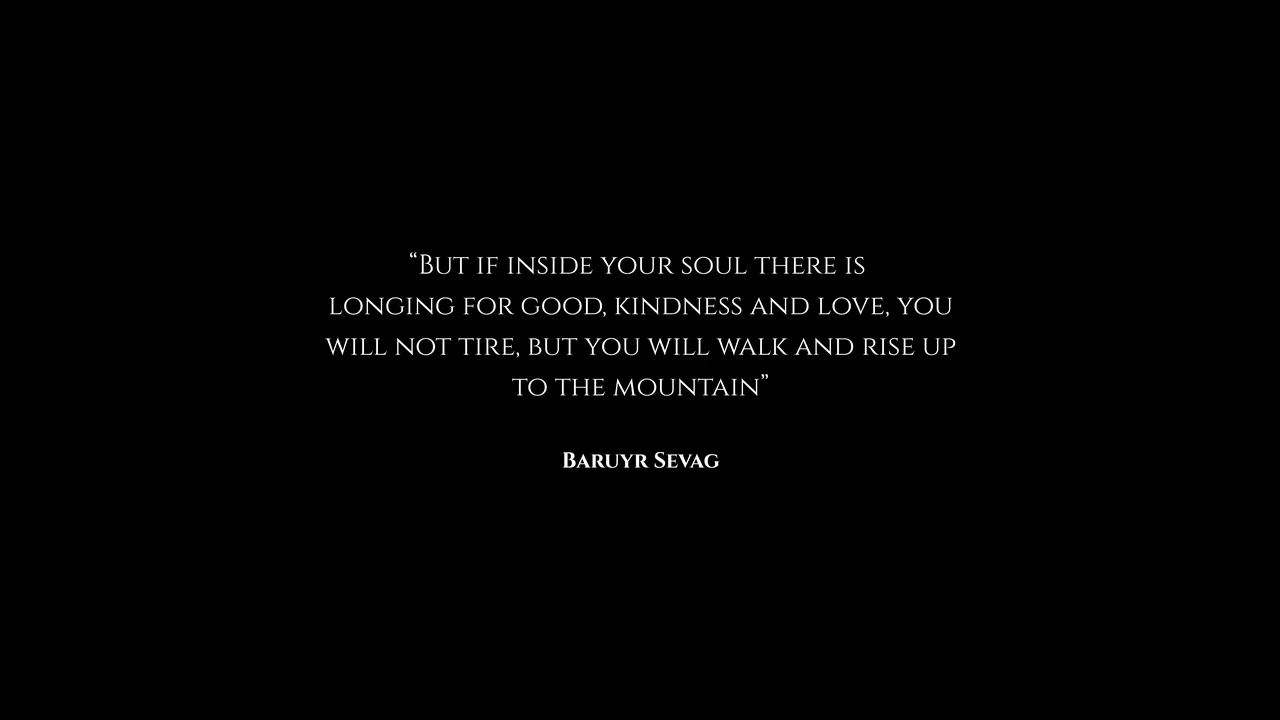 “But if inside your soul there is
longing for good, kindness and love, you
will not tire, but you will walk and rise up
to the mountain”
Baruyr Sevag